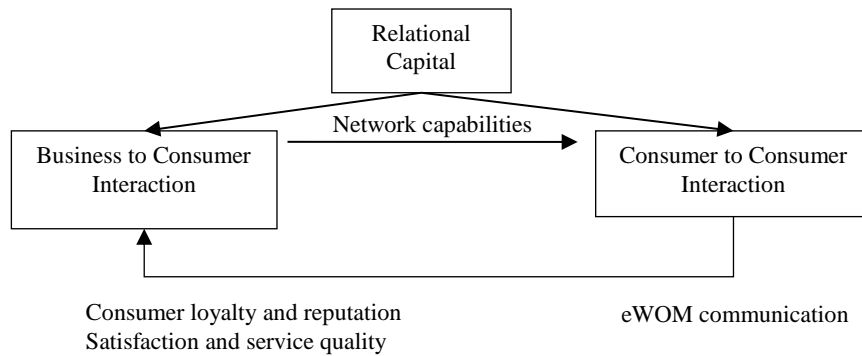 Relational
Capital
Network capabilities
Business to Consumer
Interaction
Consumer to Consumer
Interaction
Consumer loyalty and reputation
Satisfaction and service quality
eWOM communication